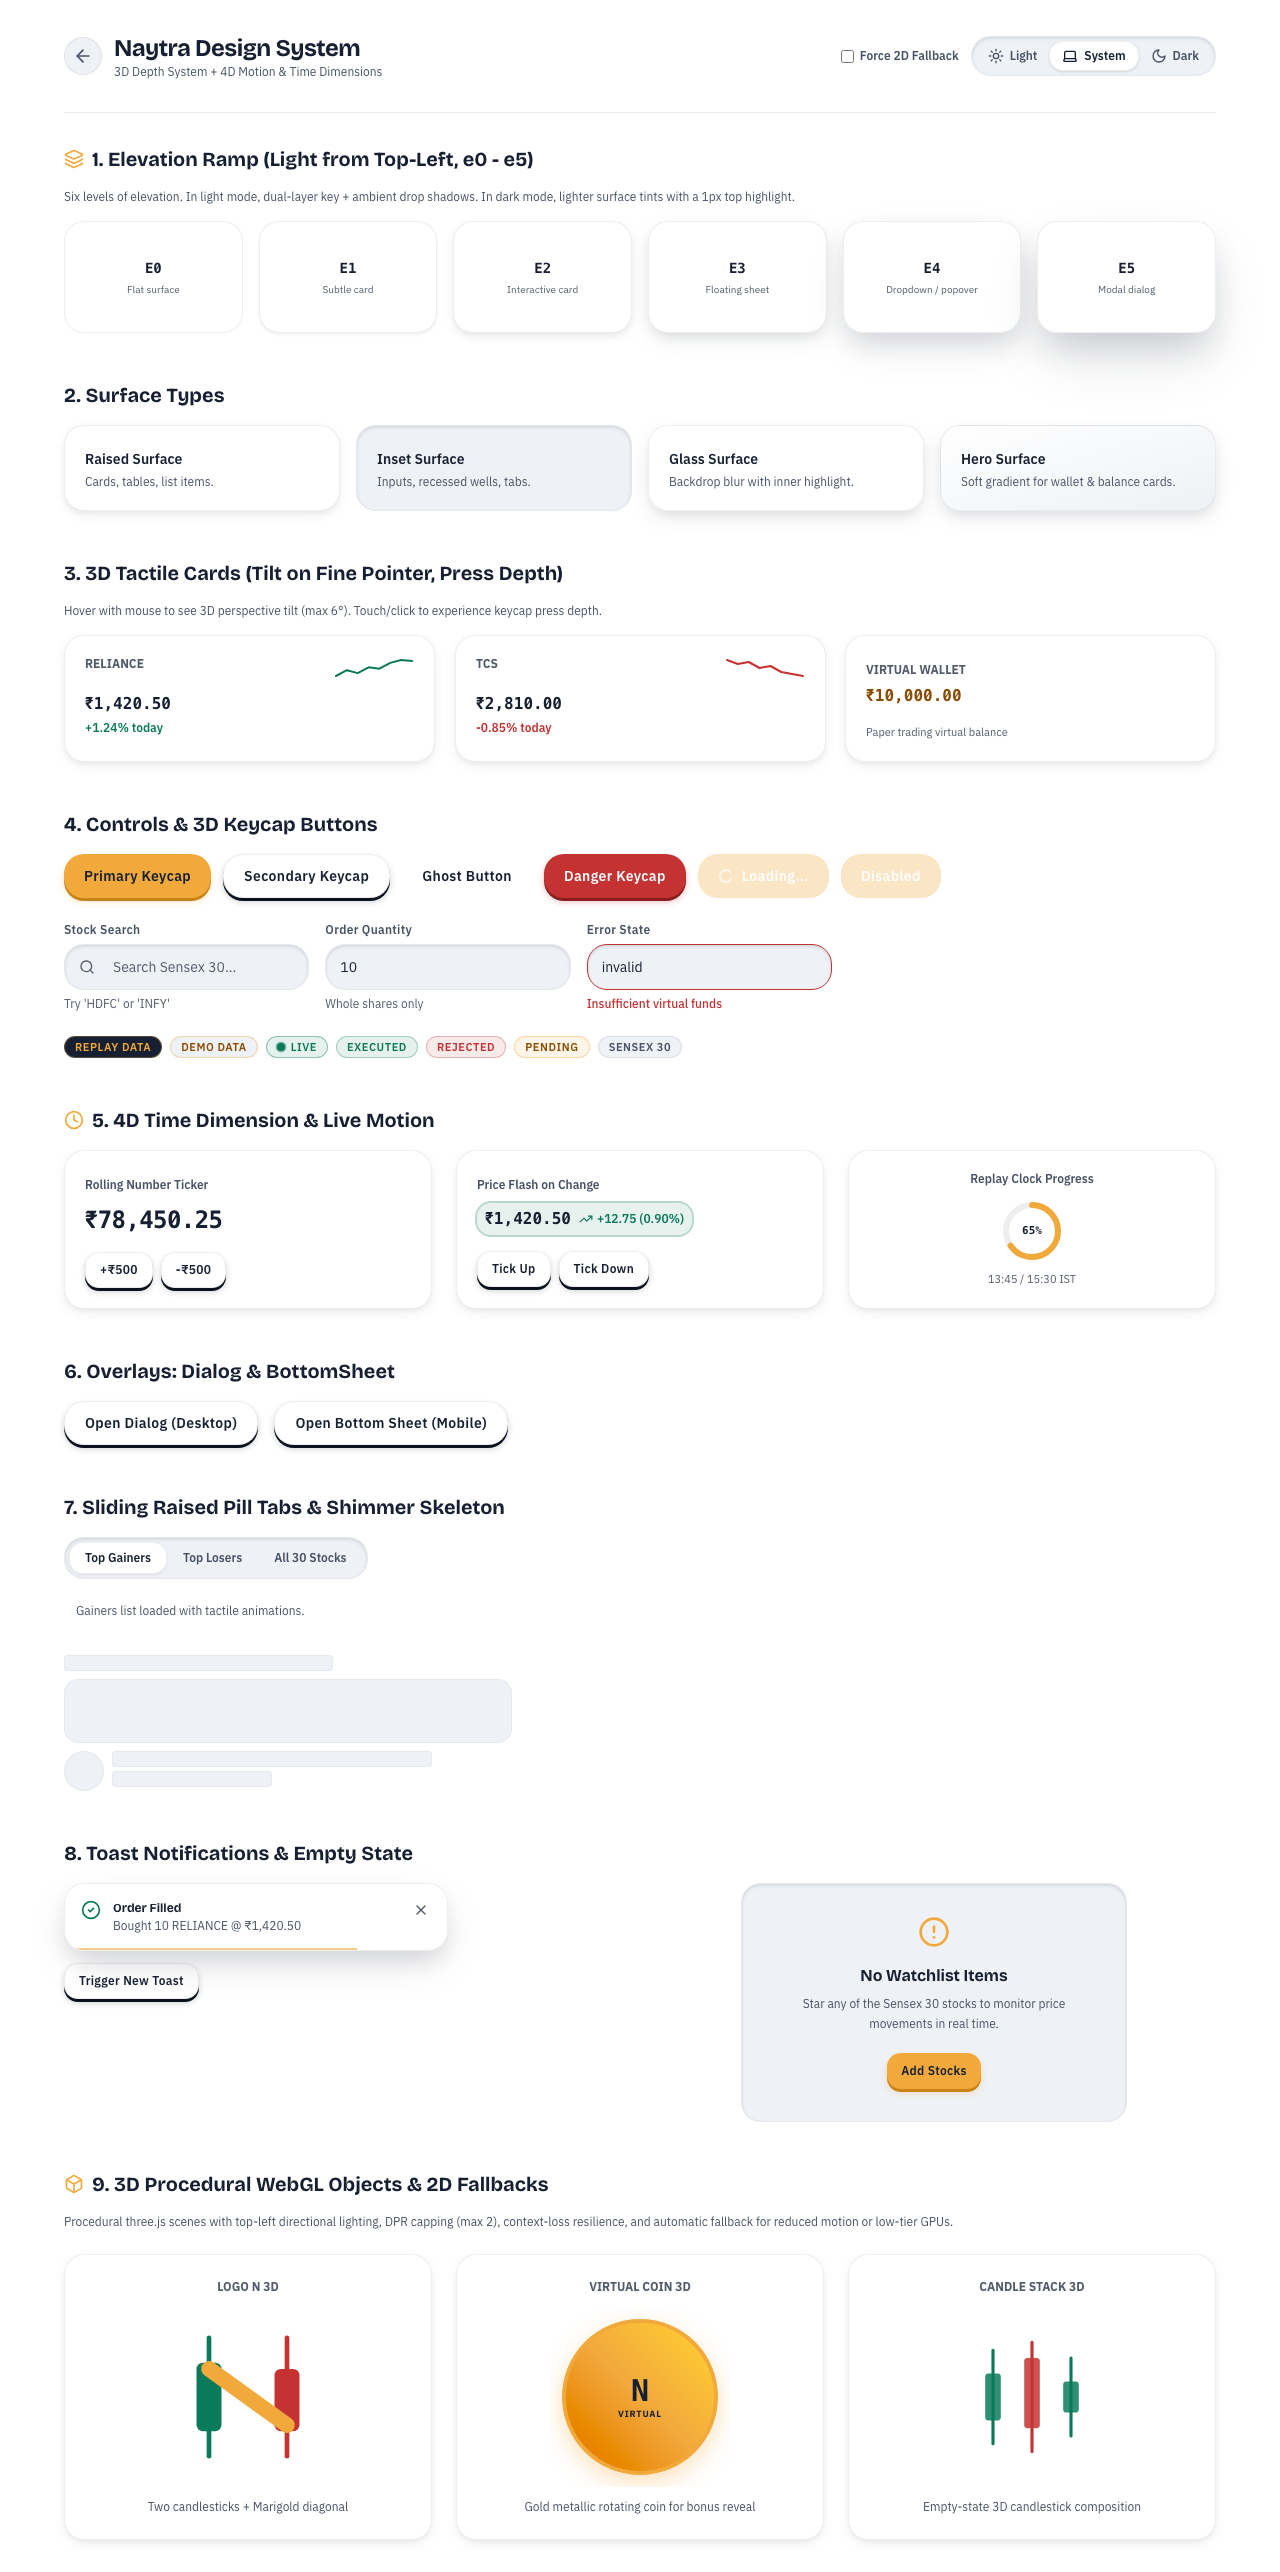 Naytra Design System
3D Depth System + 4D Motion & Time Dimensions
Force 2D Fallback
Light
System
Dark
1. Elevation Ramp (Light from Top-Left, e0 - e5)
Six levels of elevation. In light mode, dual-layer key + ambient drop shadows. In dark mode, lighter surface tints with a 1px top highlight.
E0
Flat surface
E1
Subtle card
E2
Interactive card
E3
Floating sheet
E4
Dropdown / popover
E5
Modal dialog
2. Surface Types
Raised Surface
Cards, tables, list items.
Inset Surface
Inputs, recessed wells, tabs.
Glass Surface
Backdrop blur with inner highlight.
Hero Surface
Soft gradient for wallet & balance cards.
3. 3D Tactile Cards (Tilt on Fine Pointer, Press Depth)
Hover with mouse to see 3D perspective tilt (max 6°). Touch/click to experience keycap press depth.
RELIANCE
₹1,420.50
+1.24% today
TCS
₹2,810.00
-0.85% today
VIRTUAL WALLET
₹10,000.00
Paper trading virtual balance
4. Controls & 3D Keycap Buttons
Primary Keycap
Secondary Keycap
Ghost Button
Danger Keycap
Loading...
Disabled
Stock Search
Search Sensex 30...
Try 'HDFC' or 'INFY'
Order Quantity
10
Whole shares only
Error State
invalid
Insufficient virtual funds
REPLAY DATA
DEMO DATA
LIVE
EXECUTED
REJECTED
PENDING
SENSEX 30
5. 4D Time Dimension & Live Motion
Rolling Number Ticker
₹78,450.25
+₹500
-₹500
Price Flash on Change
₹1,420.50 +12.75 (0.90%)
Tick Up
Tick Down
Replay Clock Progress
65%
13:45 / 15:30 IST
6. Overlays: Dialog & BottomSheet
Open Dialog (Desktop)
Open Bottom Sheet (Mobile)
7. Sliding Raised Pill Tabs & Shimmer Skeleton
Top Gainers
Top Losers
All 30 Stocks
Gainers list loaded with tactile animations.
8. Toast Notifications & Empty State
Order Filled
Bought 10 RELIANCE @ ₹1,420.50
Trigger New Toast
No Watchlist Items
Star any of the Sensex 30 stocks to monitor price
movements in real time.
Add Stocks
9. 3D Procedural WebGL Objects & 2D Fallbacks
Procedural three.js scenes with top-left directional lighting, DPR capping (max 2), context-loss resilience, and automatic fallback for reduced motion or low-tier GPUs.
LOGO N 3D
Two candlesticks + Marigold diagonal
VIRTUAL COIN 3D
N
VIRTUAL
Gold metallic rotating coin for bonus reveal
CANDLE STACK 3D
Empty-state 3D candlestick composition